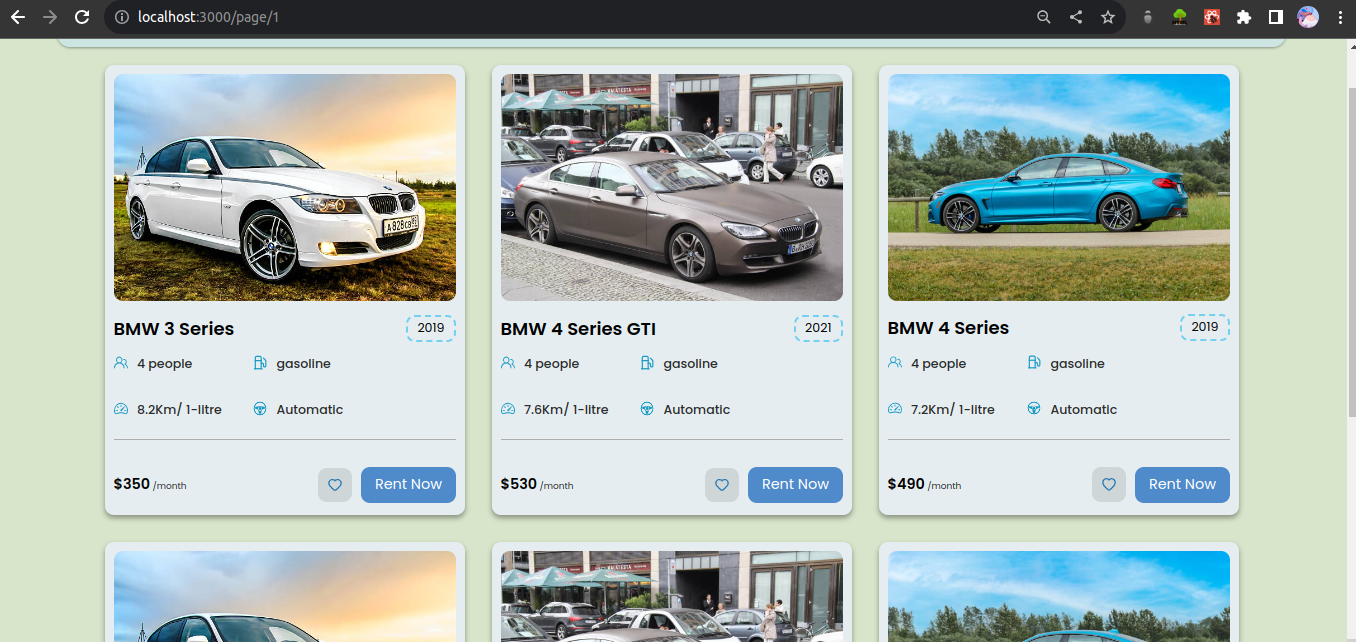 localhost:3000/page/1
BMW 3 Series
2019
4 people
gasoline
8.2Km/ 1-litre
Automatic
$350 /month
Rent Now
BMW 4 Series GTI
2021
4 people
gasoline
7.6Km/ 1-litre
Automatic
$530 /month
Rent Now
BMW 4 Series
2019
4 people
gasoline
7.2Km/ 1-litre
Automatic
$490 /month
Rent Now